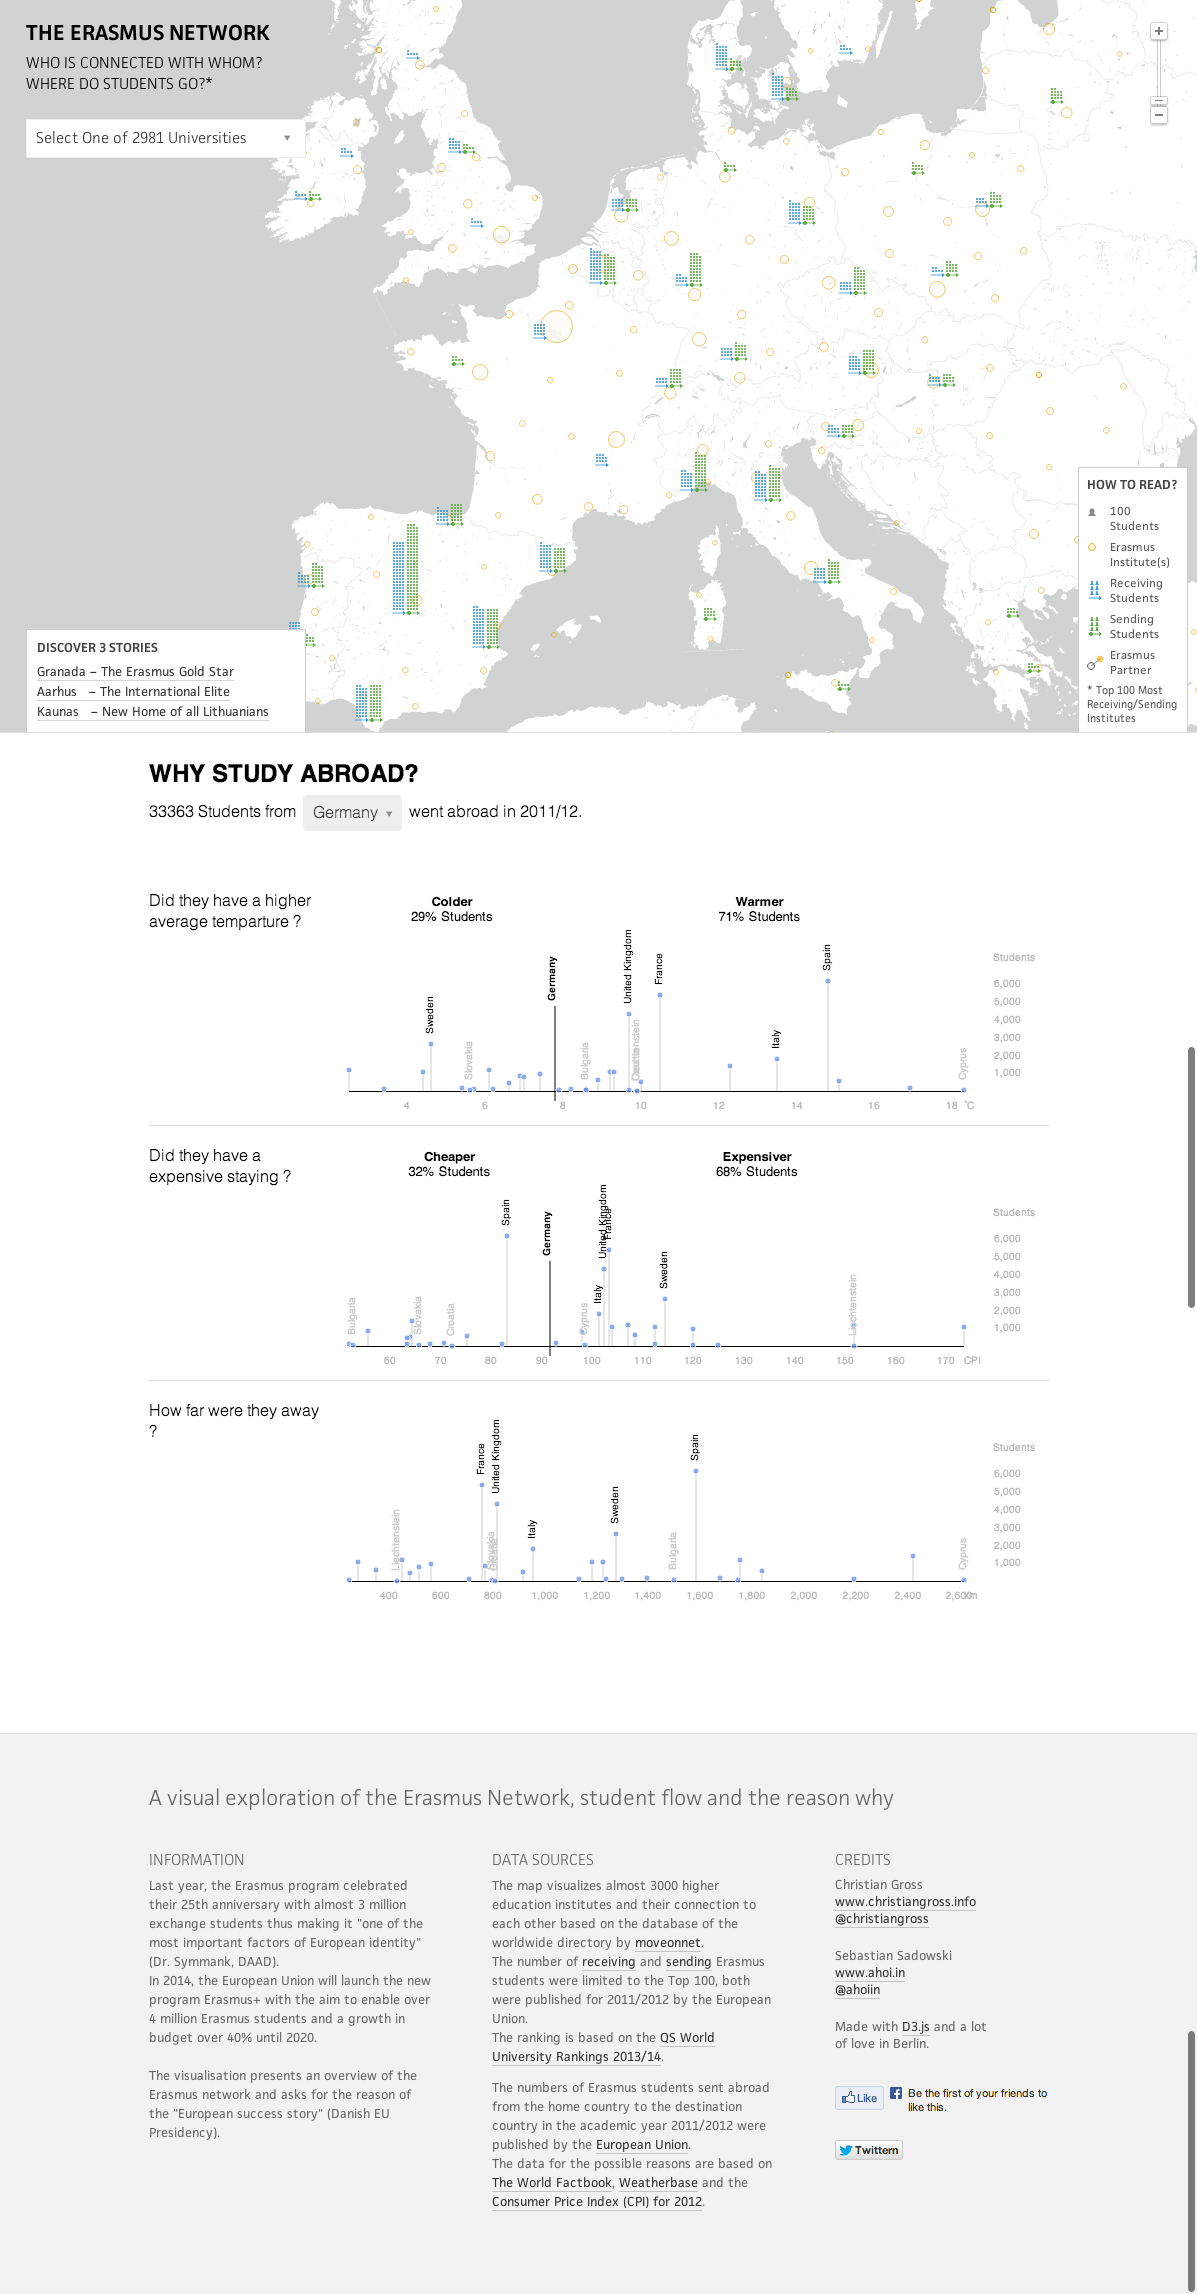 THE ERASMUS NETWORK
WHO IS CONNECTED WITH WHOM?
WHERE DO STUDENTS GO?*
Select One of 2981 Universities
HOW TO READ?
100
Students
Erasmus
Institute(s)
Receiving
Students
Sending
Students
Erasmus
Partner
* Top 100 Most
Receiving/Sending
Institutes
DISCOVER 3 STORIES
Granada – The Erasmus Gold Star
Aarhus – The International Elite
Kaunas – New Home of all Lithuanians
WHY STUDY ABROAD?
33363 Students from Germany went abroad in 2011/12.
Did they have a higher
average temparture ?
Colder
29% Students
Warmer
71% Students
Sweden
Slovakia
Germany
Bulgaria
United Kingdom
Liechtenstein
France
Italy
Spain
Cyprus
Students
6,000
5,000
4,000
3,000
2,000
1,000
4 6 8 10 12 14 16 18 °C
Did they have a
expensive staying ?
Cheaper
32% Students
Expensiver
68% Students
Bulgaria
Slovakia
Croatia
Spain
Germany
Cyprus
Italy
United Kingdom
France
Sweden
Liechtenstein
Students
6,000
5,000
4,000
3,000
2,000
1,000
60 70 80 90 100 110 120 130 140 150 160 170 CPI
How far were they away
?
Liechtenstein
France
Slovakia
United Kingdom
Italy
Sweden
Bulgaria
Spain
Cyprus
Students
6,000
5,000
4,000
3,000
2,000
1,000
400 600 800 1,000 1,200 1,400 1,600 1,800 2,000 2,200 2,400 2,600 km
A visual exploration of the Erasmus Network, student flow and the reason why
INFORMATION
Last year, the Erasmus program celebrated
their 25th anniversary with almost 3 million
exchange students thus making it "one of the
most important factors of European identity"
(Dr. Symmank, DAAD).
In 2014, the European Union will launch the new
program Erasmus+ with the aim to enable over
4 million Erasmus students and a growth in
budget over 40% until 2020.
The visualisation presents an overview of the
Erasmus network and asks for the reason of
the "European success story" (Danish EU
Presidency).
DATA SOURCES
The map visualizes almost 3000 higher
education institutes and their connection to
each other based on the database of the
worldwide directory by moveonnet.
The number of receiving and sending Erasmus
students were limited to the Top 100, both
were published for 2011/2012 by the European
Union.
The ranking is based on the QS World
University Rankings 2013/14.
The numbers of Erasmus students sent abroad
from the home country to the destination
country in the academic year 2011/2012 were
published by the European Union.
The data for the possible reasons are based on
The World Factbook, Weatherbase and the
Consumer Price Index (CPI) for 2012.
CREDITS
Christian Gross
www.christiangross.info
@christiangross
Sebastian Sadowski
www.ahoi.in
@ahoiin
Made with D3.js and a lot
of love in Berlin.
Like
Be the first of your friends to
like this.
Twittern